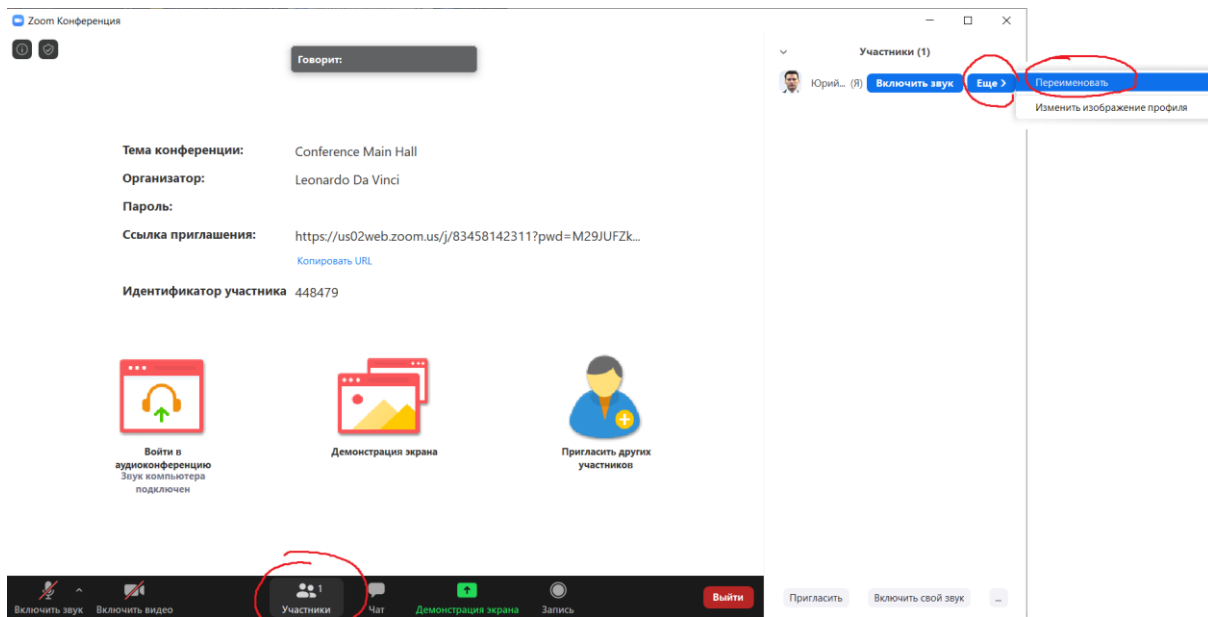 Zoom Конференция
Говорит:
Участники (1)
Юрий... (Я) Включить звук Еще >
Переименовать
Изменить изображение профиля
Тема конференции: Conference Main Hall
Организатор: Leonardo Da Vinci
Пароль:
Ссылка приглашения: https://us02web.zoom.us/j/83458142311?pwd=M29JUFZk...
Копировать URL
Идентификатор участника 448479
Войти в
аудиоконференцию
Звук компьютера
подключен
Демонстрация экрана
Пригласить других
участников
Включить звук Включить видео Участники 1 Чат Демонстрация экрана Запись Выйти
Пригласить Включить свой звук ...